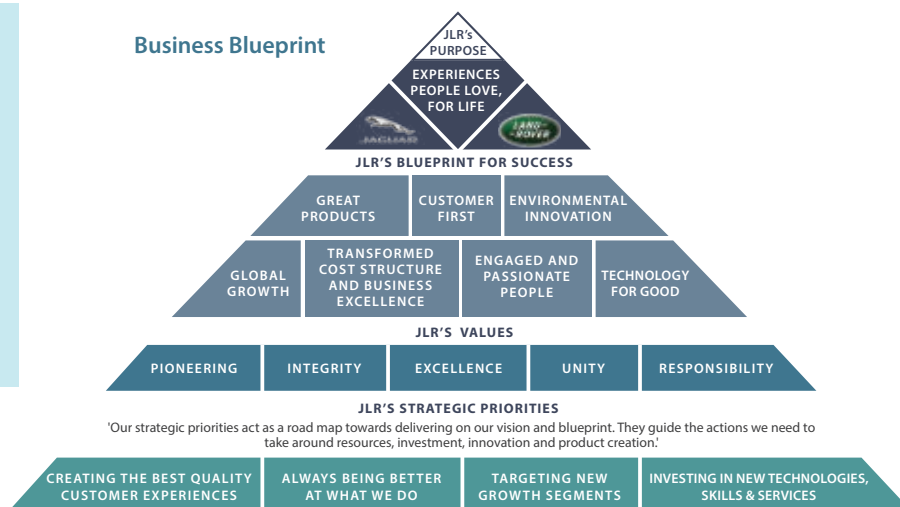 Business Blueprint
JLR's
PURPOSE
EXPERIENCES
PEOPLE LOVE,
FOR LIFE
JAGUAR
LAND-
-ROVER
JLR'S BLUEPRINT FOR SUCCESS
GREAT
PRODUCTS
CUSTOMER
FIRST
ENVIRONMENTAL
INNOVATION
GLOBAL
GROWTH
TRANSFORMED
COST STRUCTURE
AND BUSINESS
EXCELLENCE
ENGAGED AND
PASSIONATE
PEOPLE
TECHNOLOGY
FOR GOOD
JLR'S VALUES
PIONEERING
INTEGRITY
EXCELLENCE
UNITY
RESPONSIBILITY
JLR'S STRATEGIC PRIORITIES
'Our strategic priorities act as a road map towards delivering on our vision and blueprint. They guide the actions we need to
take around resources, investment, innovation and product creation.'
CREATING THE BEST QUALITY
CUSTOMER EXPERIENCES
ALWAYS BEING BETTER
AT WHAT WE DO
TARGETING NEW
GROWTH SEGMENTS
INVESTING IN NEW TECHNOLOGIES,
SKILLS & SERVICES